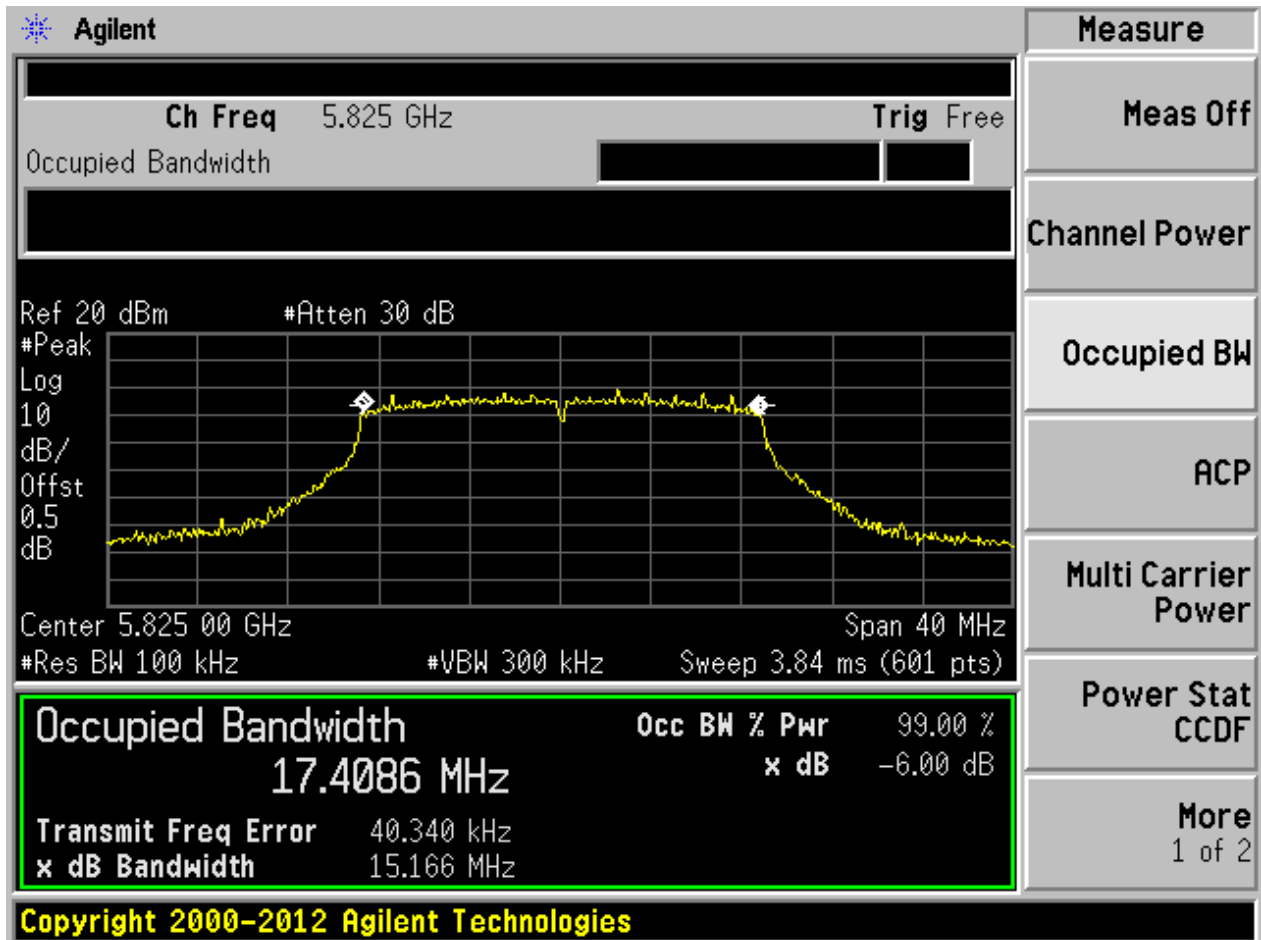 Agilent
Measure
Ch Freq 5.825 GHz Trig Free
Occupied Bandwidth
Meas Off
Channel Power
Occupied BW
ACP
Multi Carrier
Power
Power Stat
CCDF
More
1 of 2
Ref 20 dBm #Atten 30 dB
#Peak
Log
10
dB/
Offst
0.5
dB
Center 5.825 00 GHz Span 40 MHz
#Res BW 100 kHz #VBW 300 kHz Sweep 3.84 ms (601 pts)
Occupied Bandwidth
17.4086 MHz
Occ BW % Pwr 99.00 %
x dB -6.00 dB
Transmit Freq Error 40.340 kHz
x dB Bandwidth 15.166 MHz
Copyright 2000-2012 Agilent Technologies